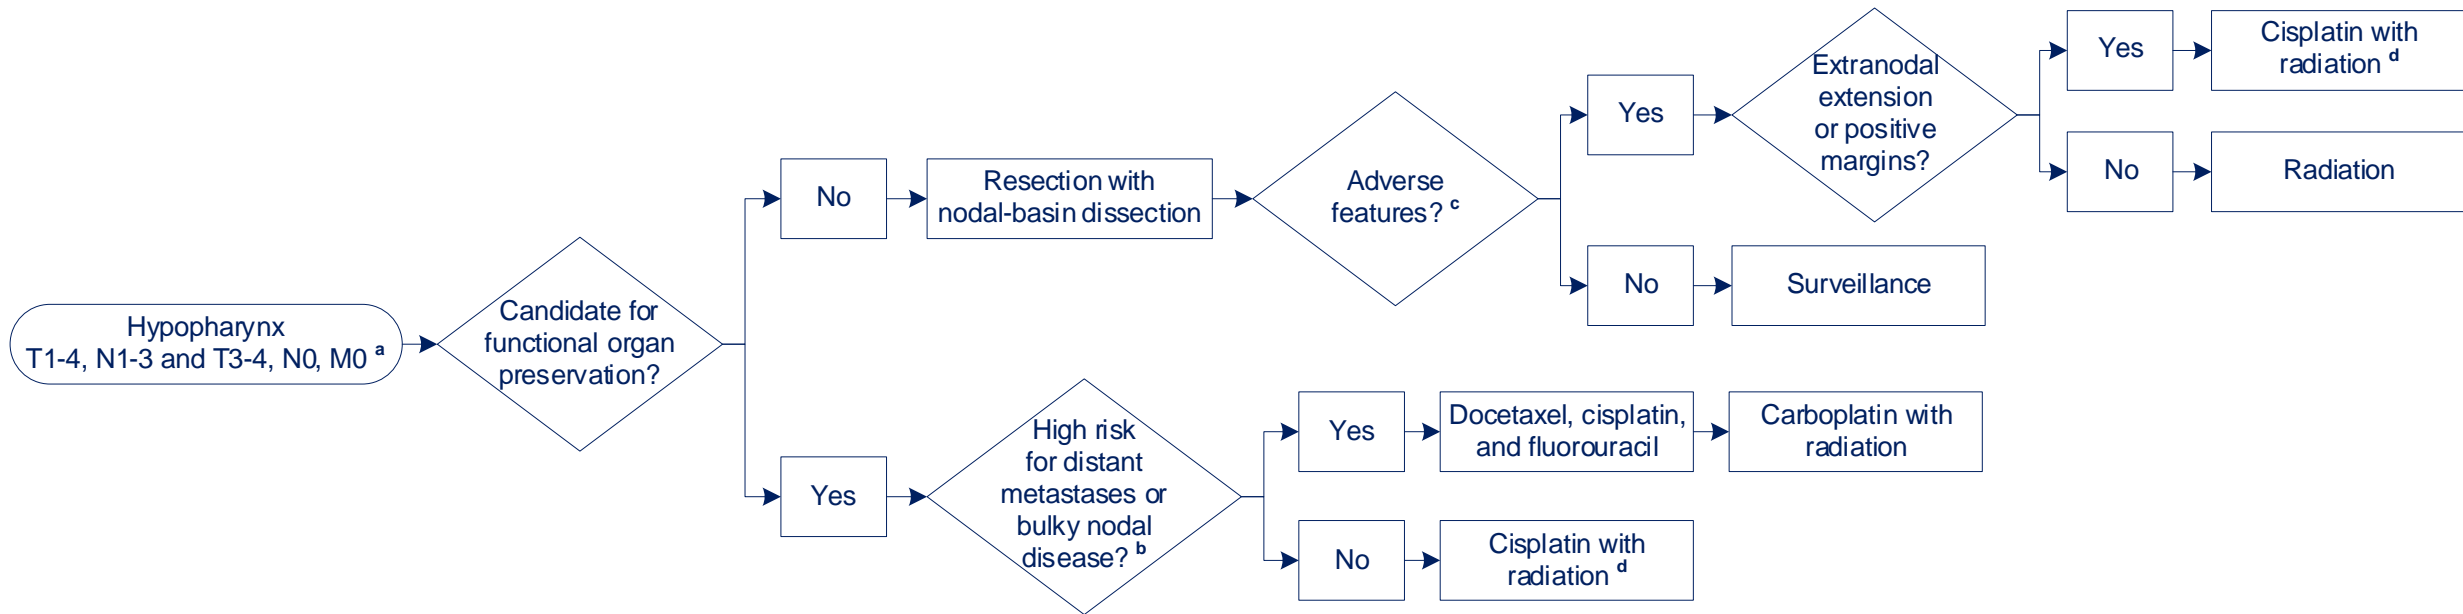 Hypopharynx
T1-4, N1-3 and T3-4, N0, M0 a
Candidate for
functional organ
preservation?
No
Resection with
nodal-basin dissection
Adverse
features? c
Yes
Extranodal
extension
or positive
margins?
Yes
Cisplatin with
radiation d
No
Radiation
No
Surveillance
Yes
High risk
for distant
metastases or
bulky nodal
disease? b
Yes
Docetaxel, cisplatin,
and fluorouracil
Carboplatin with
radiation
No
Cisplatin with
radiation d